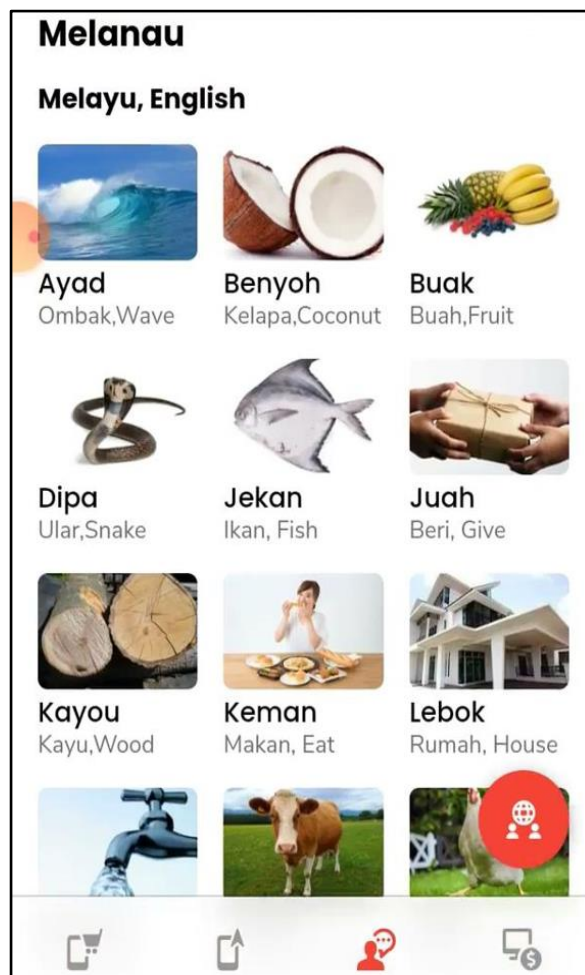 Melanau
Melayu, English
Ayad
Ombak,Wave
Benyoh
Kelapa,Coconut
Buak
Buah,Fruit
Dipa
Ular,Snake
Jekan
Ikan, Fish
Juah
Beri, Give
Kayou
Kayu,Wood
Keman
Makan, Eat
Lebok
Rumah, House